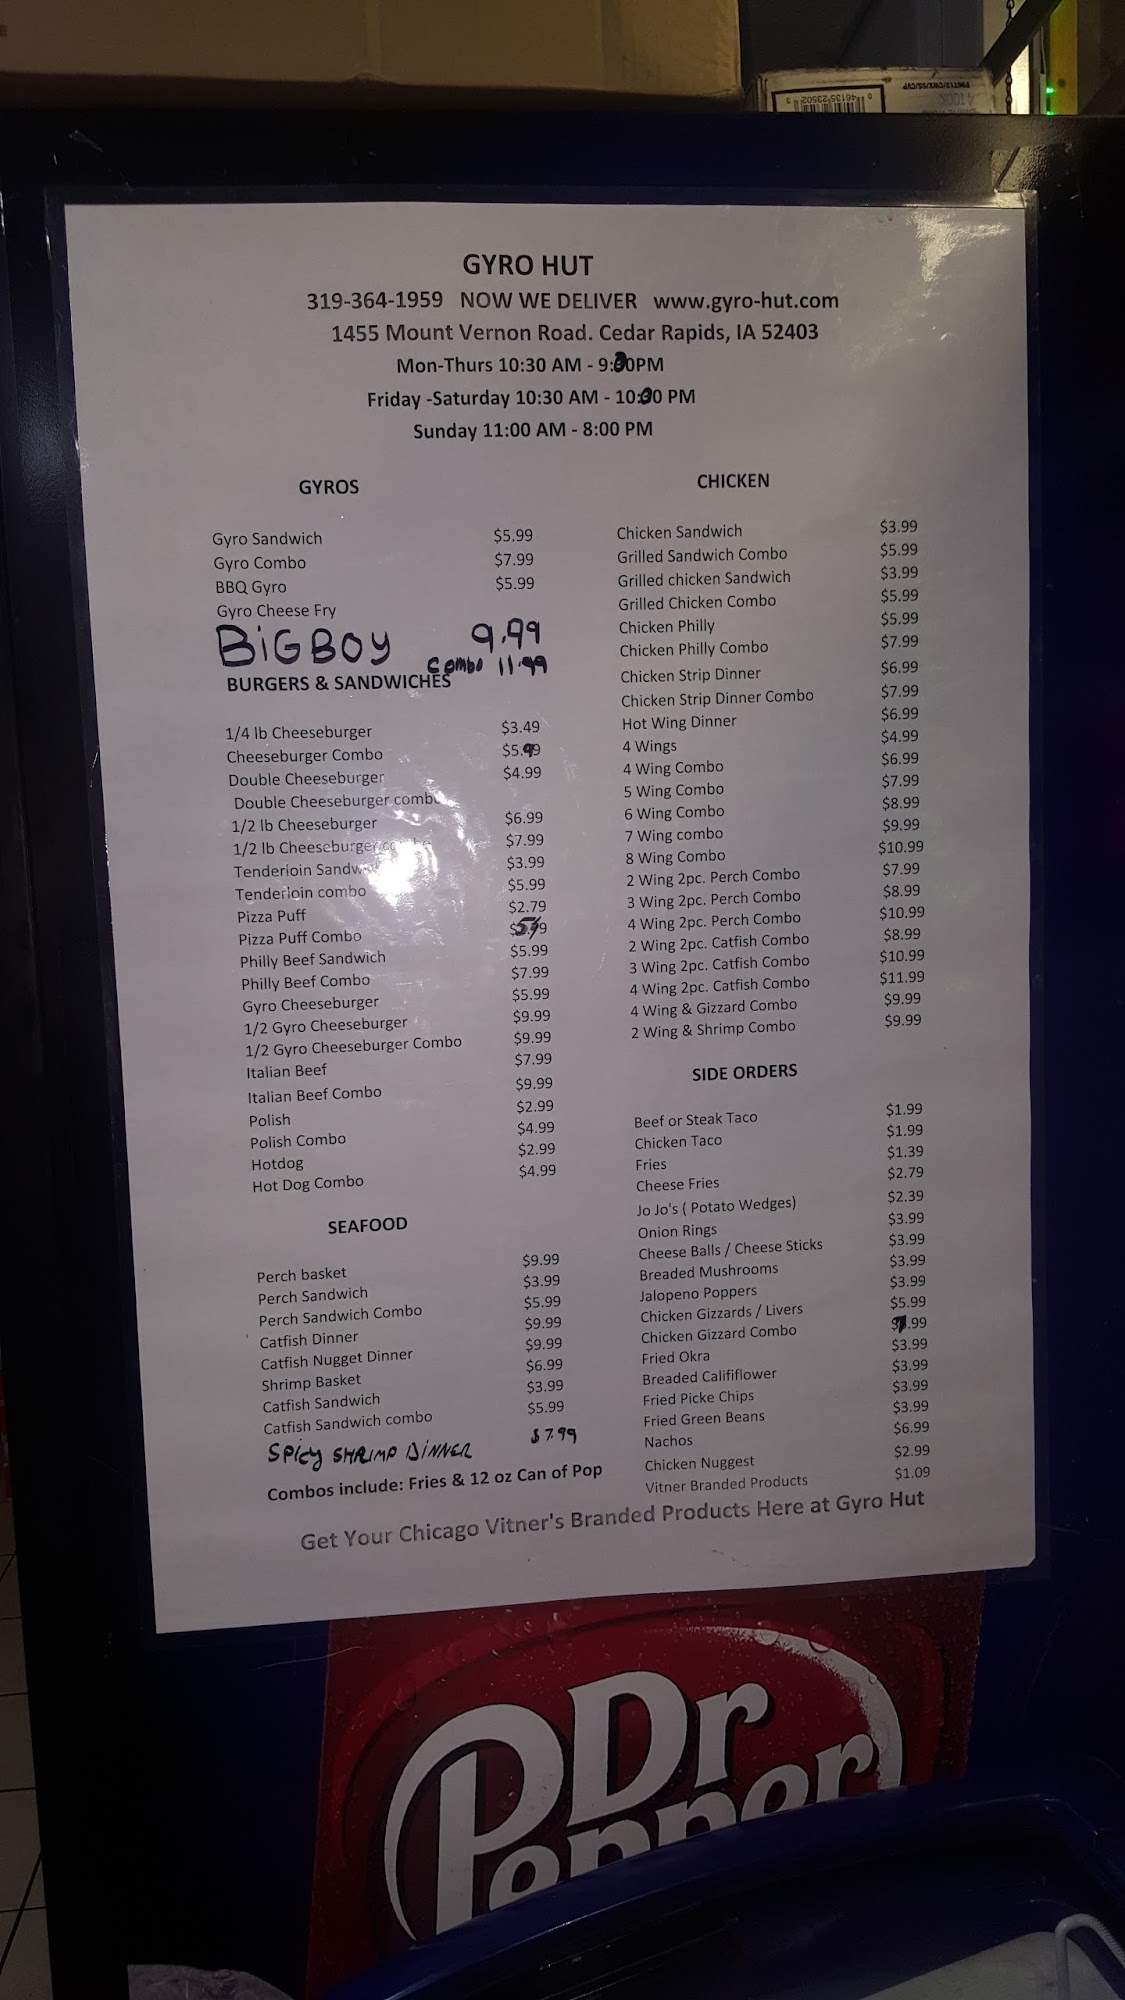 GYRO HUT
319-364-1959 NOW WE DELIVER www.gyro-hut.com
1455 Mount Vernon Road. Cedar Rapids, IA 52403
Mon-Thurs 10:30 AM - 9:00PM
Friday -Saturday 10:30 AM - 10:00 PM
Sunday 11:00 AM - 8:00 PM
GYROS
Gyro Sandwich $5.99
Gyro Combo $7.99
BBQ Gyro $5.99
Gyro Cheese Fry
BiGBOY 9.99
Combo 11.99
BURGERS & SANDWICHES
1/4 lb Cheeseburger $3.49
Cheeseburger Combo $5.99
Double Cheeseburger $4.99
Double Cheeseburger combo
1/2 lb Cheeseburger $6.99
1/2 lb Cheeseburger combo $7.99
Tenderioin Sandwich $3.99
Tenderloin combo $5.99
Pizza Puff $2.79
Pizza Puff Combo
Philly Beef Sandwich $5.99
Philly Beef Combo $7.99
Gyro Cheeseburger $5.99
1/2 Gyro Cheeseburger $9.99
1/2 Gyro Cheeseburger Combo $9.99
Italian Beef $7.99
Italian Beef Combo $9.99
Polish $2.99
Polish Combo $4.99
Hotdog $2.99
Hot Dog Combo $4.99
SEAFOOD
Perch basket $9.99
Perch Sandwich $3.99
Perch Sandwich Combo $5.99
Catfish Dinner $9.99
Catfish Nugget Dinner $9.99
Shrimp Basket $6.99
Catfish Sandwich $3.99
Catfish Sandwich combo $5.99
SPicy SHRIMP DINNER $7.99
Combos include: Fries & 12 oz Can of Pop
CHICKEN
Chicken Sandwich $3.99
Grilled Sandwich Combo $5.99
Grilled chicken Sandwich $3.99
Grilled Chicken Combo $5.99
Chicken Philly $5.99
Chicken Philly Combo $7.99
Chicken Strip Dinner $6.99
Chicken Strip Dinner Combo $7.99
Hot Wing Dinner $6.99
4 Wings $4.99
4 Wing Combo $6.99
5 Wing Combo $7.99
6 Wing Combo $8.99
7 Wing combo $9.99
8 Wing Combo $10.99
2 Wing 2pc. Perch Combo $7.99
3 Wing 2pc. Perch Combo $8.99
4 Wing 2pc. Perch Combo $10.99
2 Wing 2pc. Catfish Combo $8.99
3 Wing 2pc. Catfish Combo $10.99
4 Wing 2pc. Catfish Combo $11.99
4 Wing & Gizzard Combo $9.99
2 Wing & Shrimp Combo $9.99
SIDE ORDERS
Beef or Steak Taco $1.99
Chicken Taco $1.99
Fries $1.39
Cheese Fries $2.79
Jo Jo's ( Potato Wedges) $2.39
Onion Rings $3.99
Cheese Balls / Cheese Sticks $3.99
Breaded Mushrooms $3.99
Jalopeno Poppers $3.99
Chicken Gizzards / Livers $5.99
Chicken Gizzard Combo $7.99
Fried Okra $3.99
Breaded Calififlower $3.99
Fried Picke Chips $3.99
Fried Green Beans $3.99
Nachos $6.99
Chicken Nuggest $2.99
Vitner Branded Products $1.09
Get Your Chicago Vitner's Branded Products Here at Gyro Hut
Dr
Pepper